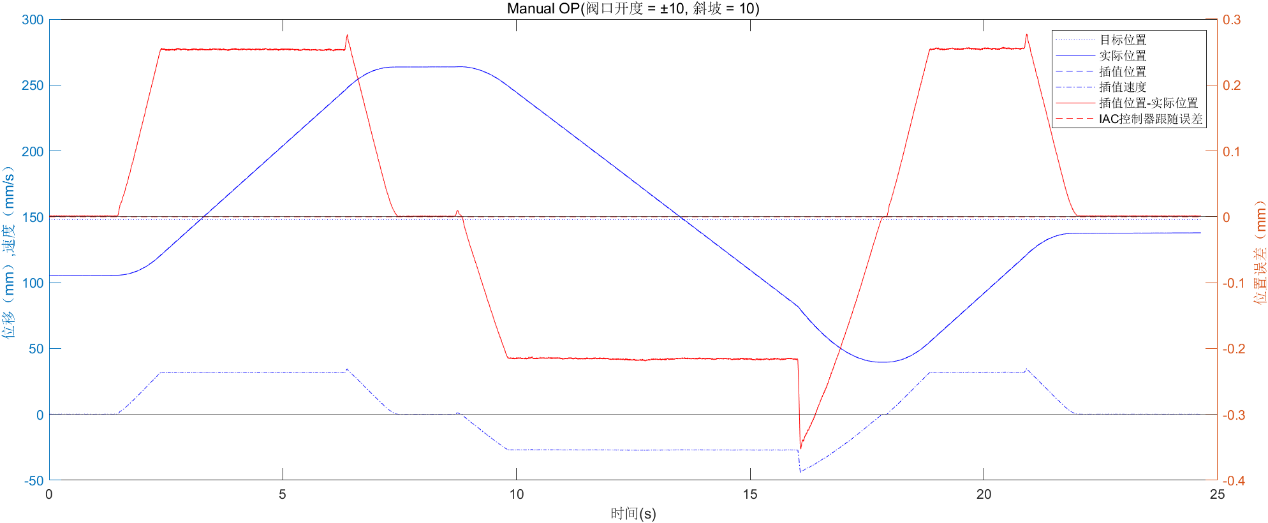 Manual OP(阀口开度 = ±10, 斜坡 = 10)
300
250
200
150
100
50
0
-50
位移（mm）,速度（mm/s）
0.3
0.2
0.1
0
-0.1
-0.2
-0.3
-0.4
位置误差（mm）
目标位置
实际位置
插值位置
插值速度
插值位置-实际位置
IAC控制器跟随误差
0
5
10
15
20
25
时间(s)